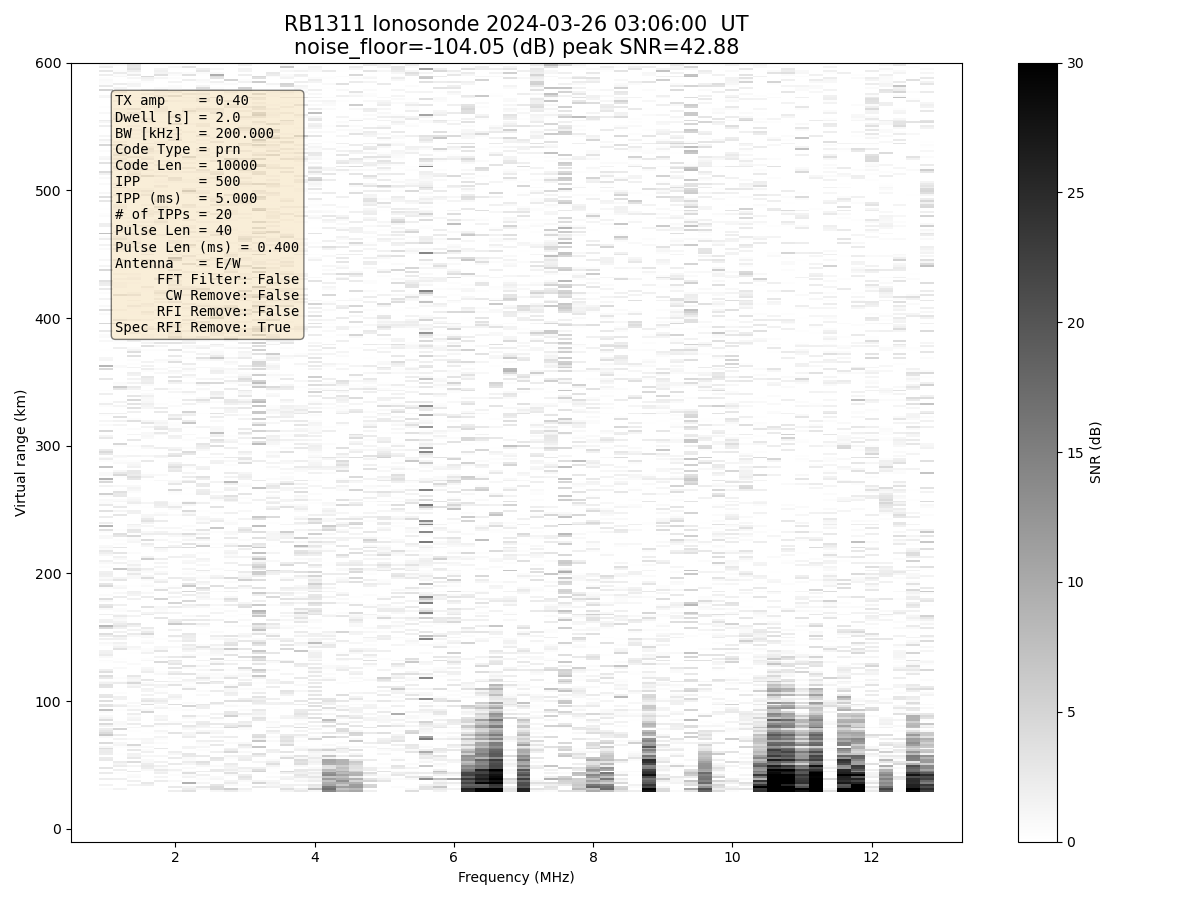 RB1311 Ionosonde 2024-03-26 03:06:00 UT
noise_floor=-104.05 (dB) peak SNR=42.88
TX amp = 0.40
Dwell [s] = 2.0
BW [kHz] = 200.000
Code Type = prn
Code Len = 10000
IPP = 500
IPP (ms) = 5.000
# of IPPs = 20
Pulse Len = 40
Pulse Len (ms) = 0.400
Antenna = E/W
FFT Filter: False
CW Remove: False
RFI Remove: False
Spec RFI Remove: True
Virtual range (km)
600
500
400
300
200
100
0
2 4 6 8 10 12
Frequency (MHz)
30
25
20
15
10
5
0
SNR (dB)